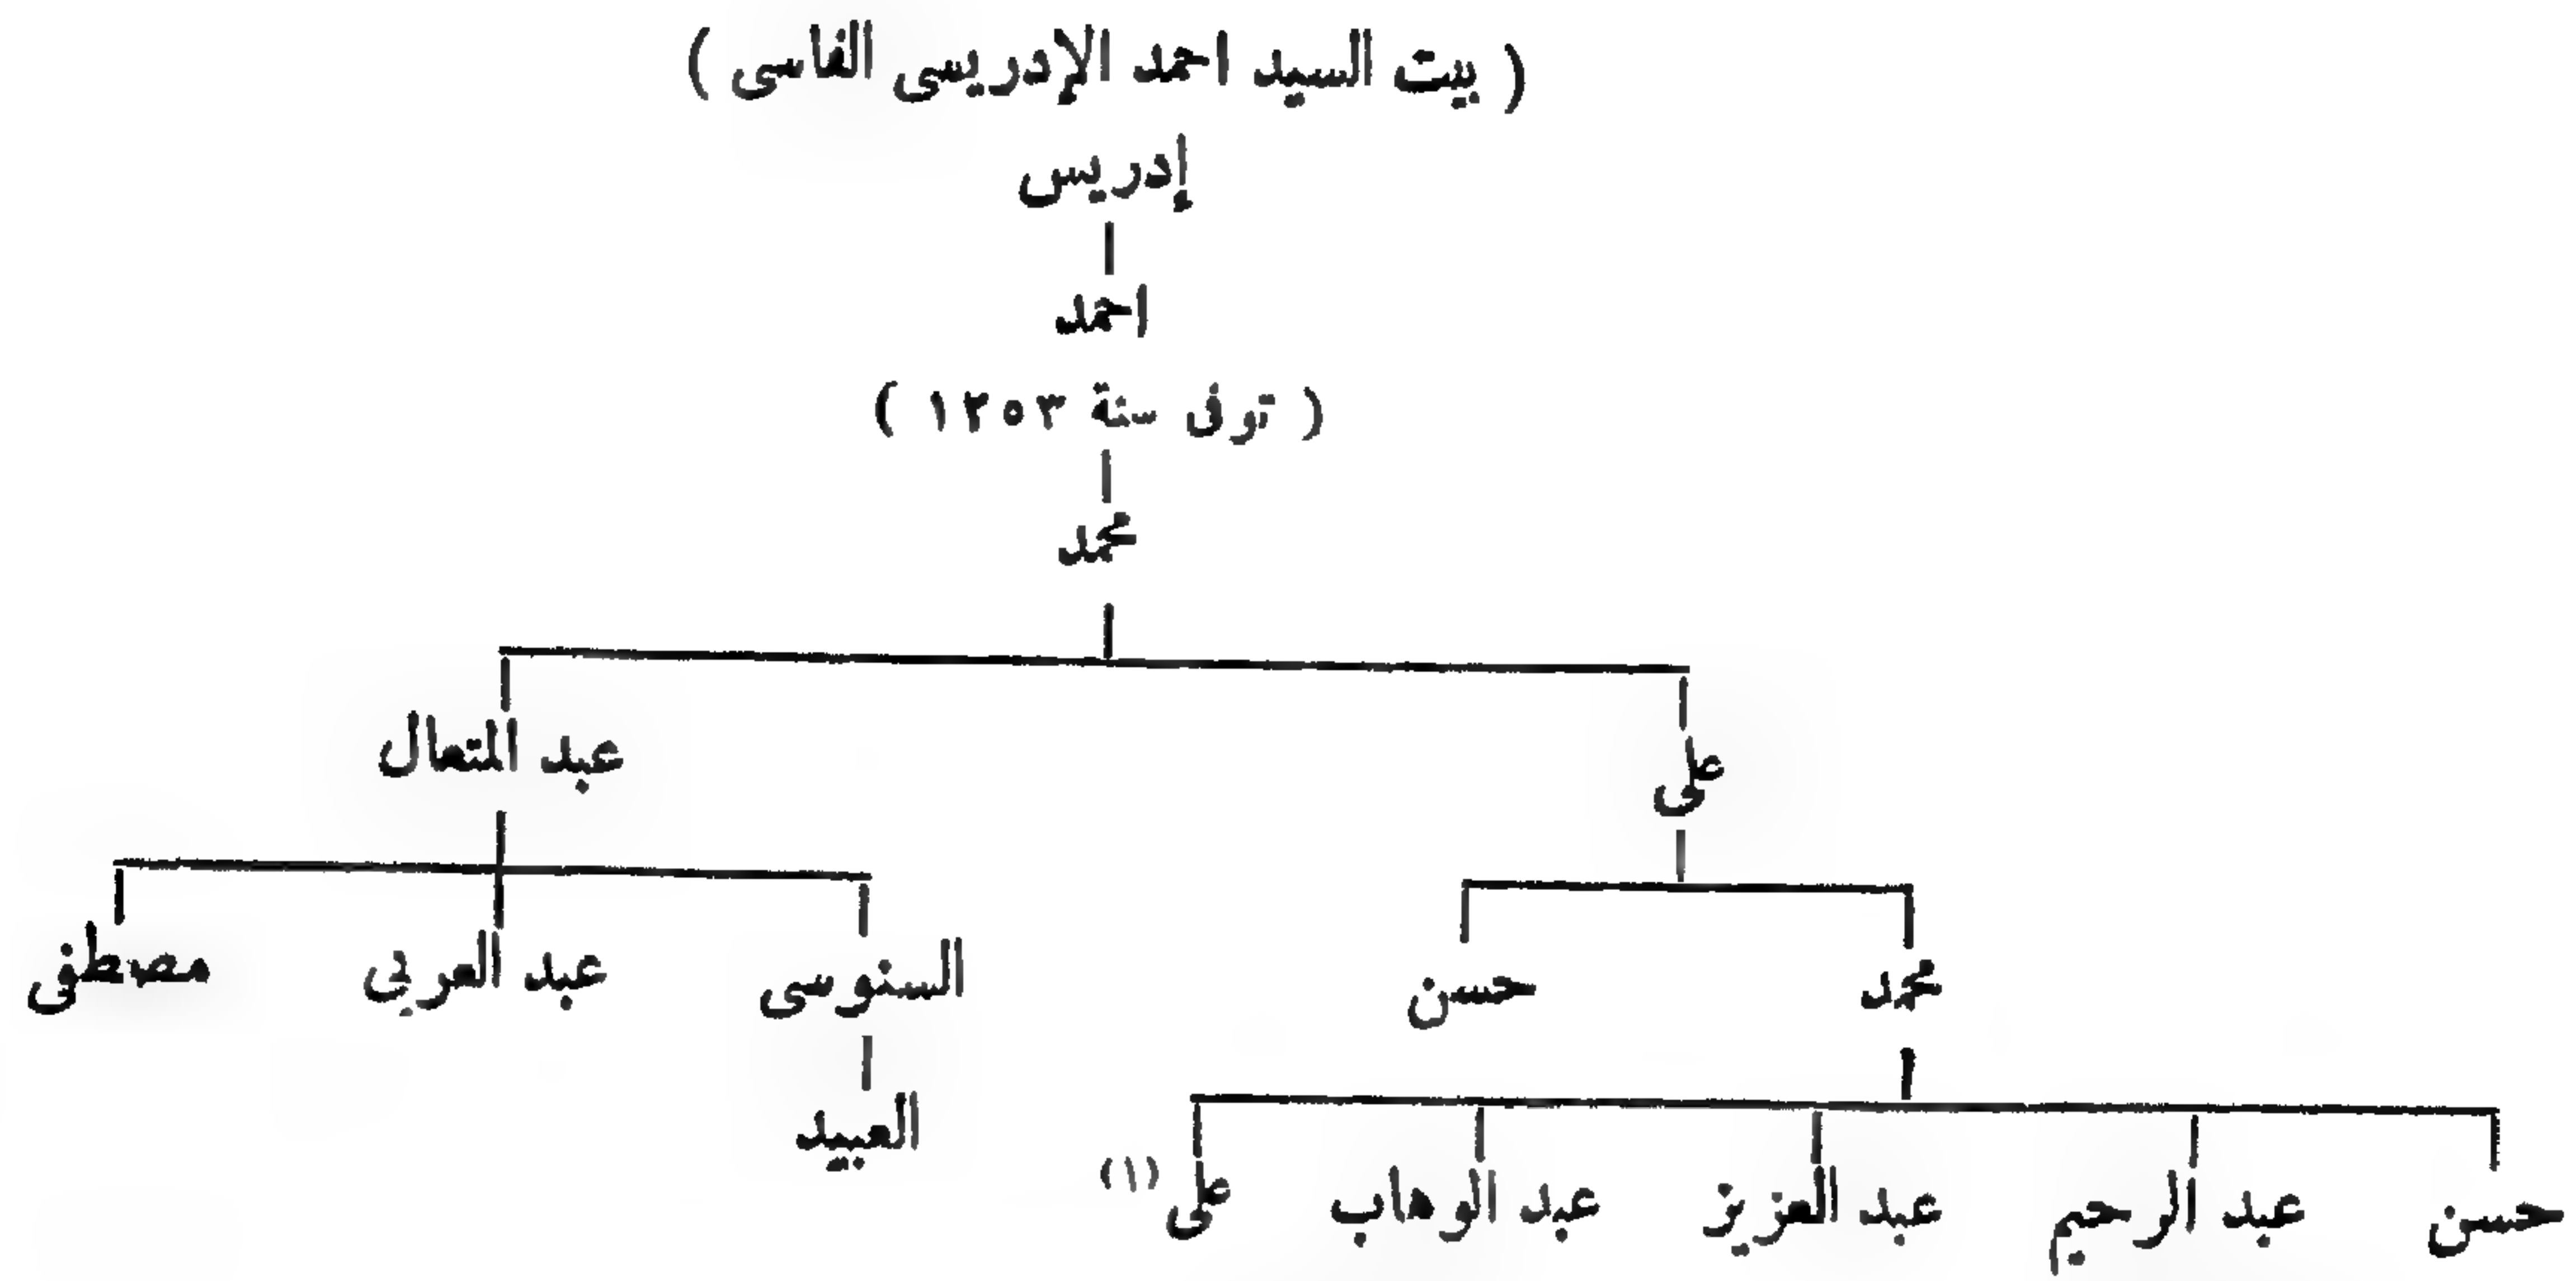 ( بيت السيد احمد الإدريسى الفاسى )
إدريس
احمد
( توفى سنة ١٢٥٣ )
محمد
على عبد المتعال
محمد حسن السنوسى عبد العربى مصطفى
العبيد
حسن عبد الرحيم عبد العزيز عبد الوهاب على (١)